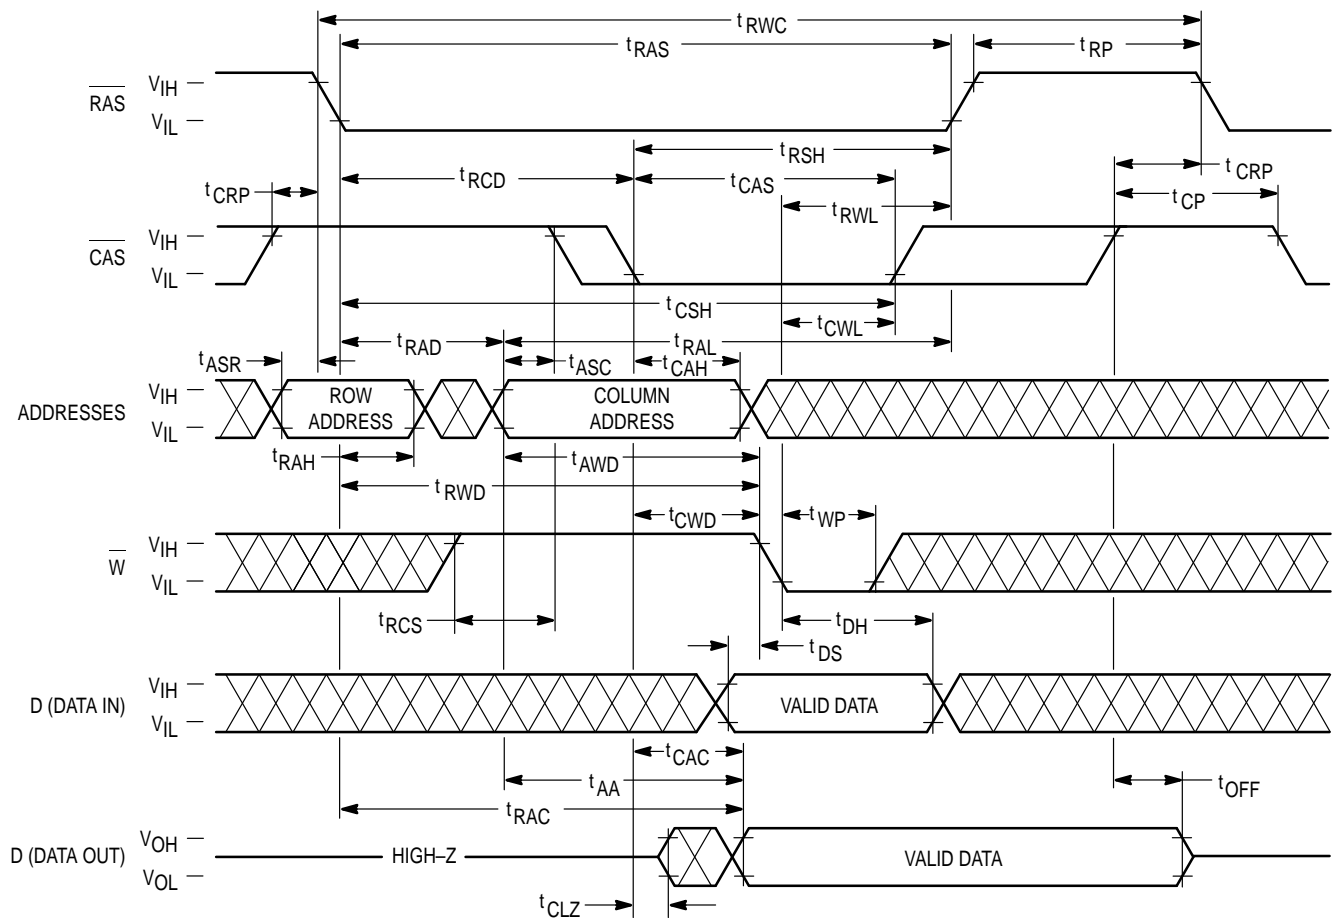 tRWC
tRAS
tRP
RAS
VIH
VIL
tRSH
tCRP
tRCD
tCAS
tCRP
tRWL
tCP
CAS
VIH
VIL
tCSH
tCWL
tRAD
tRAL
tASR
tASC
tCAH
ADDRESSES
VIH
VIL
ROW
ADDRESS
COLUMN
ADDRESS
tRAH
tAWD
tRWD
tCWD
tWP
W
VIH
VIL
tRCS
tDH
tDS
D (DATA IN)
VIH
VIL
VALID DATA
tCAC
tAA
tOFF
tRAC
D (DATA OUT)
VOH
VOL
HIGH–Z
VALID DATA
tCLZ